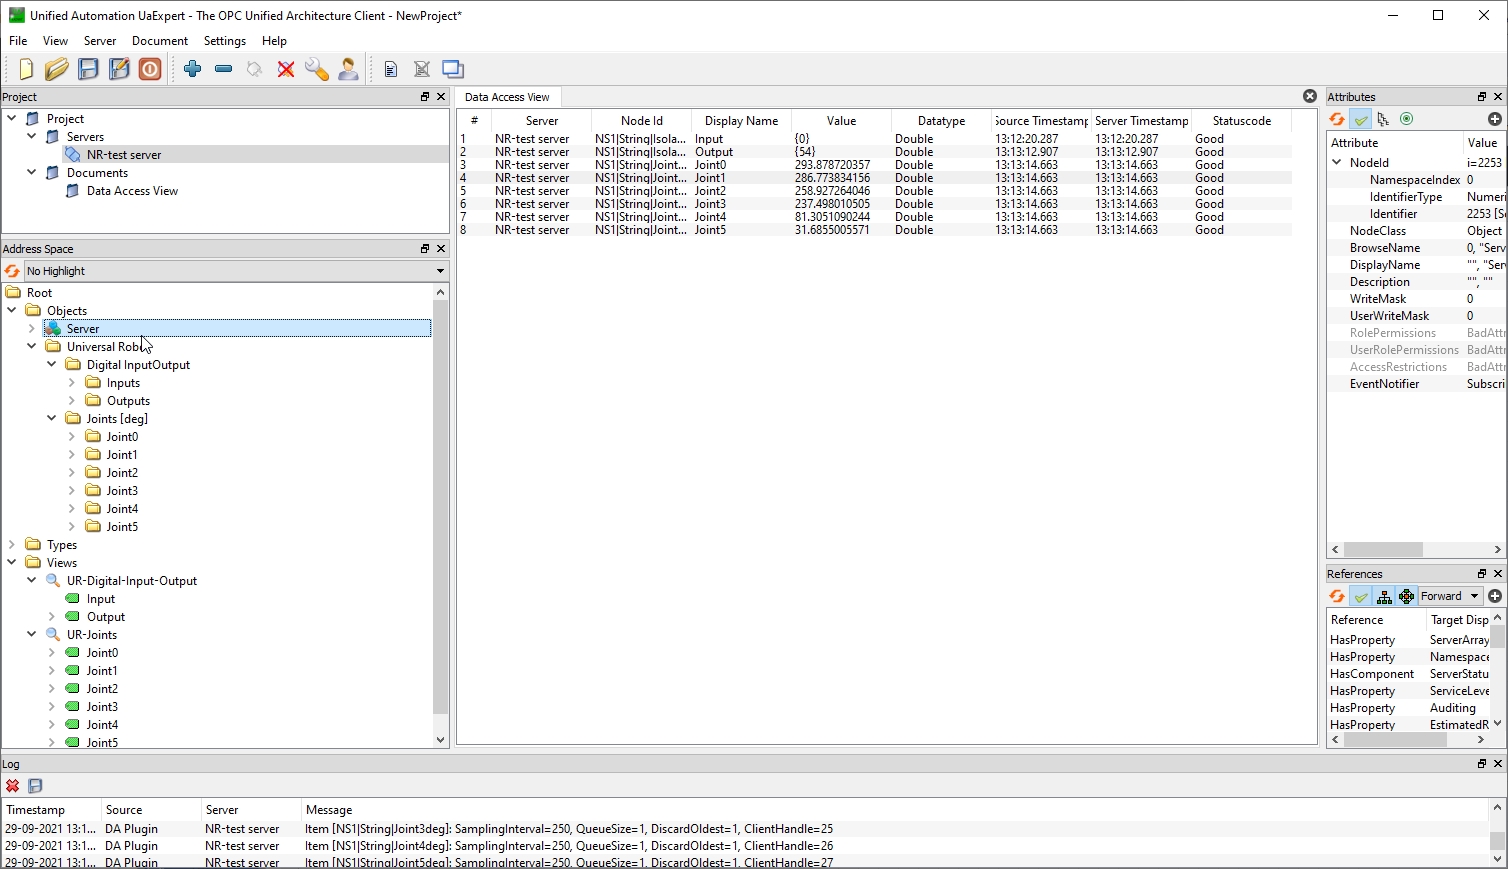 Unified Automation UaExpert - The OPC Unified Architecture Client - NewProject*
File View Server Document Settings Help
Project
Project
Servers
NR-test server
Documents
Data Access View
Address Space
No Highlight
Root
Objects
Server
Universal Robo
Digital InputOutput
Inputs
Outputs
Joints [deg]
Joint0
Joint1
Joint2
Joint3
Joint4
Joint5
Types
Views
UR-Digital-Input-Output
Input
Output
UR-Joints
Joint0
Joint1
Joint2
Joint3
Joint4
Joint5
Data Access View
# Server Node Id Display Name Value Datatype Source Timestamp Server Timestamp Statuscode
1 NR-test server NS1|String|Isola... Input {0} Double 13:12:20.287 13:12:20.287 Good
2 NR-test server NS1|String|Isola... Output {54} Double 13:13:12.907 13:13:12.907 Good
3 NR-test server NS1|String|Joint... Joint0 293.878720357 Double 13:13:14.663 13:13:14.663 Good
4 NR-test server NS1|String|Joint... Joint1 286.773834156 Double 13:13:14.663 13:13:14.663 Good
5 NR-test server NS1|String|Joint... Joint2 258.927264046 Double 13:13:14.663 13:13:14.663 Good
6 NR-test server NS1|String|Joint... Joint3 237.498010505 Double 13:13:14.663 13:13:14.663 Good
7 NR-test server NS1|String|Joint... Joint4 81.3051090244 Double 13:13:14.663 13:13:14.663 Good
8 NR-test server NS1|String|Joint... Joint5 31.6855005571 Double 13:13:14.663 13:13:14.663 Good
Attributes
Attribute Value
NodeId i=2253
NamespaceIndex 0
IdentifierType Numeri
Identifier 2253 [Se
NodeClass Object
BrowseName 0, "Serv
DisplayName "", "Ser
Description "", ""
WriteMask 0
UserWriteMask 0
RolePermissions BadAttr
UserRolePermissions BadAttr
AccessRestrictions BadAttr
EventNotifier Subscri
References
Forward
Reference Target Disp
HasProperty ServerArray
HasProperty Namespace
HasComponent ServerStatu
HasProperty ServiceLeve
HasProperty Auditing
HasProperty EstimatedR
Log
Timestamp Source Server Message
29-09-2021 13:1... DA Plugin NR-test server Item [NS1|String|Joint3deg]: SamplingInterval=250, QueueSize=1, DiscardOldest=1, ClientHandle=25
29-09-2021 13:1... DA Plugin NR-test server Item [NS1|String|Joint4deg]: SamplingInterval=250, QueueSize=1, DiscardOldest=1, ClientHandle=26
29-09-2021 13:1... DA Plugin NR-test server Item [NS1|String|Joint5deg]: SamplingInterval=250, QueueSize=1, DiscardOldest=1, ClientHandle=27